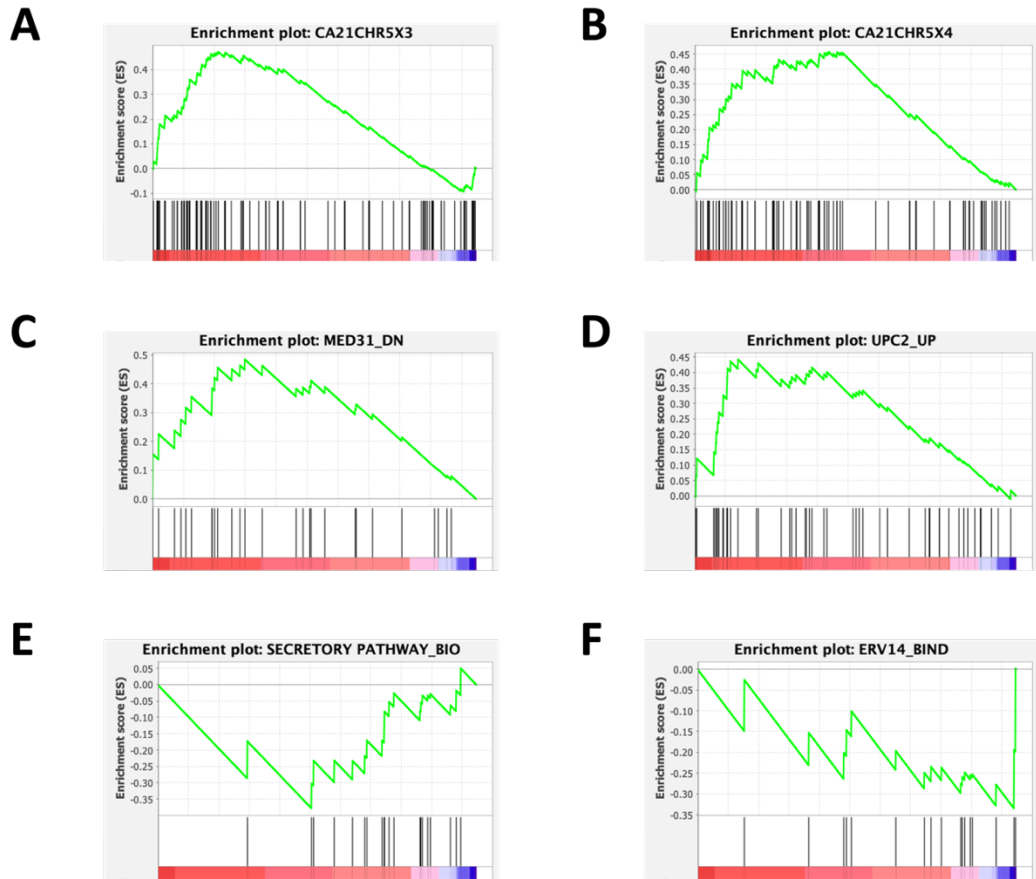 A
Enrichment plot: CA21CHR5X3
Enrichment score (ES)
0.4
0.3
0.2
0.1
0.0
-0.1
B
Enrichment plot: CA21CHR5X4
Enrichment score (ES)
0.45
0.40
0.35
0.30
0.25
0.20
0.15
0.10
0.05
0.00
C
Enrichment plot: MED31_DN
Enrichment score (ES)
0.5
0.4
0.3
0.2
0.1
0.0
D
Enrichment plot: UPC2_UP
Enrichment score (ES)
0.45
0.40
0.35
0.30
0.25
0.20
0.15
0.10
0.05
0.00
E
Enrichment plot: SECRETORY PATHWAY_BIO
Enrichment score (ES)
0.05
0.00
-0.05
-0.10
-0.15
-0.20
-0.25
-0.30
-0.35
F
Enrichment plot: ERV14_BIND
Enrichment score (ES)
0.00
-0.05
-0.10
-0.15
-0.20
-0.25
-0.30
-0.35